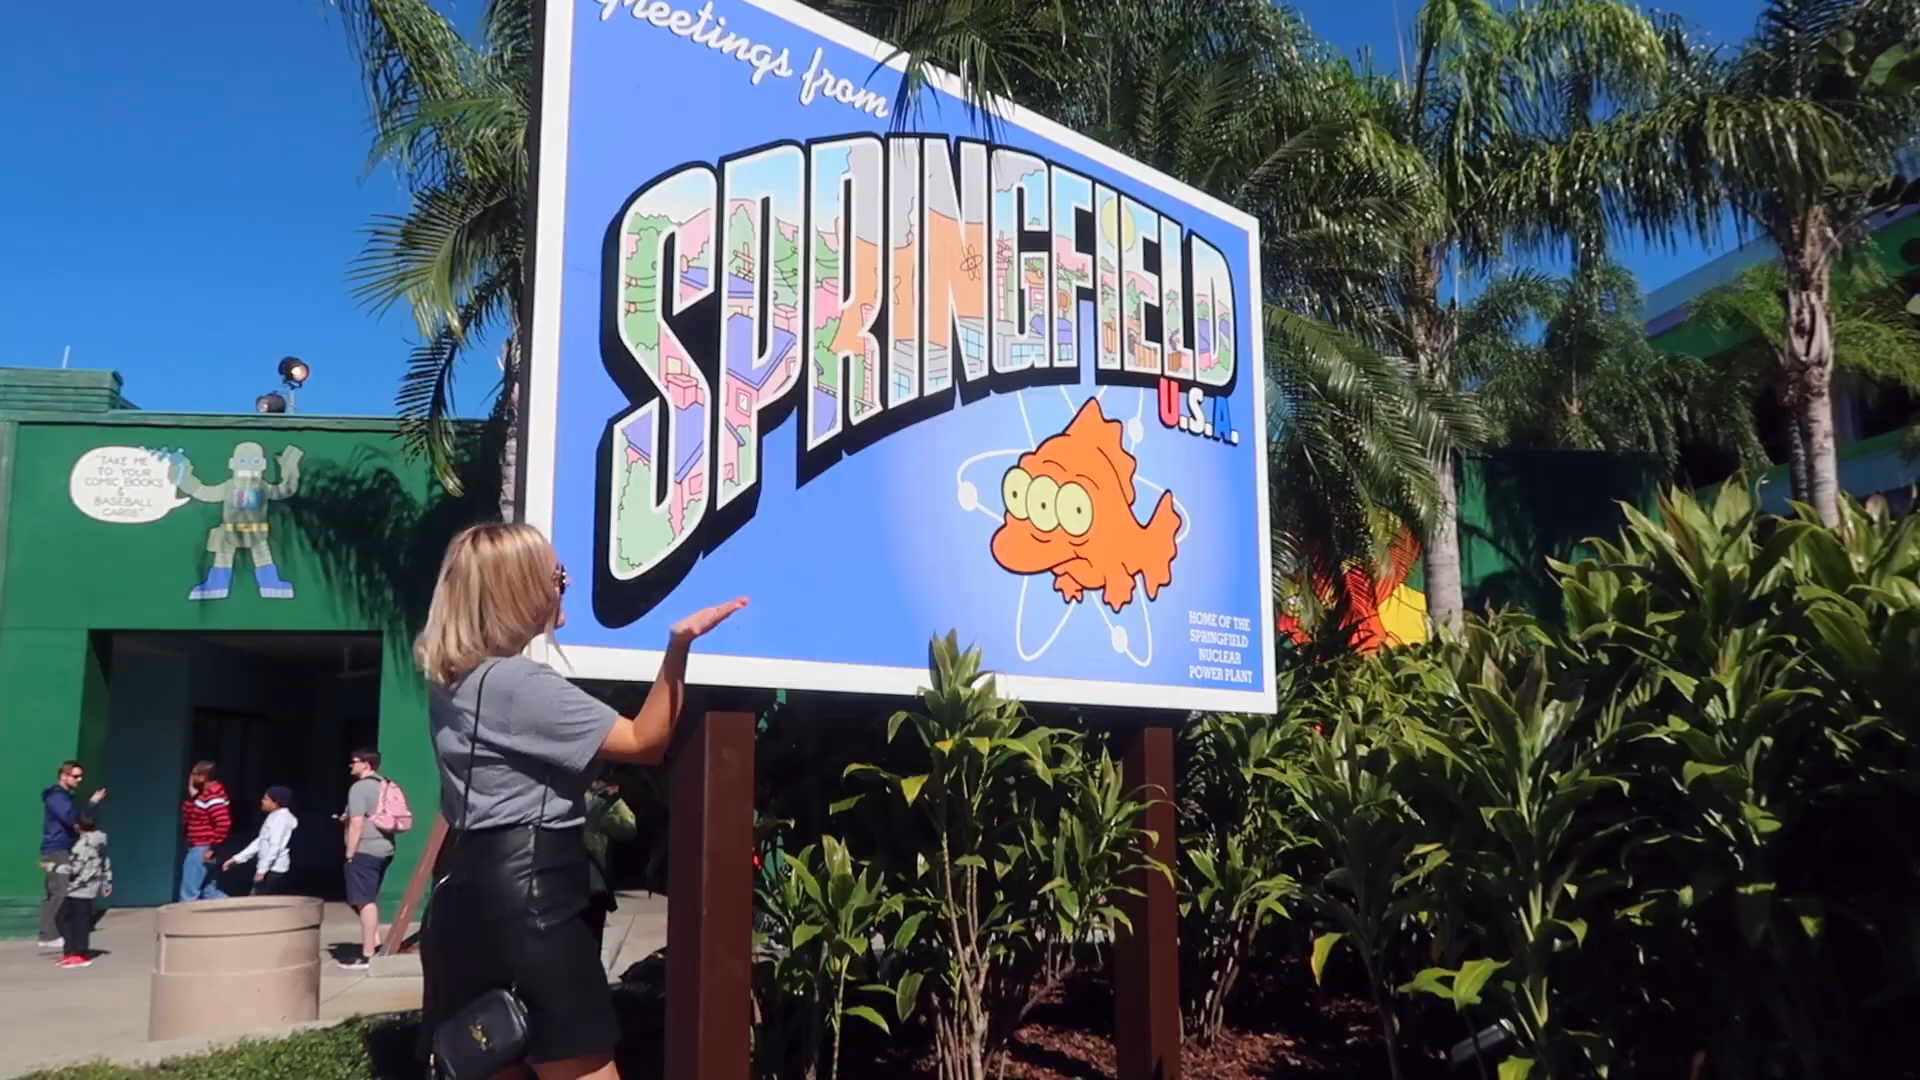 Greetings from
SPRINGFIELD
U.S.A.
HOME OF THE
SPRINGFIELD
NUCLEAR
POWER PLANT
"TAKE ME
TO YOUR
COMIC BOOKS
&
BASEBALL
CARDS"